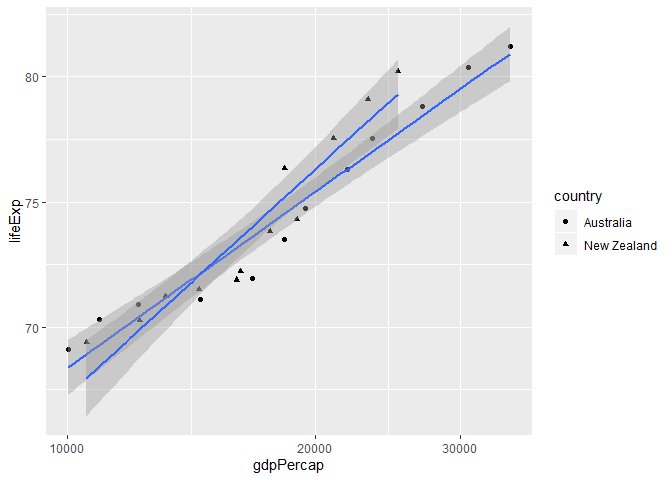 80
75
70
lifeExp
10000
20000
30000
gdpPercap
country
Australia
New Zealand